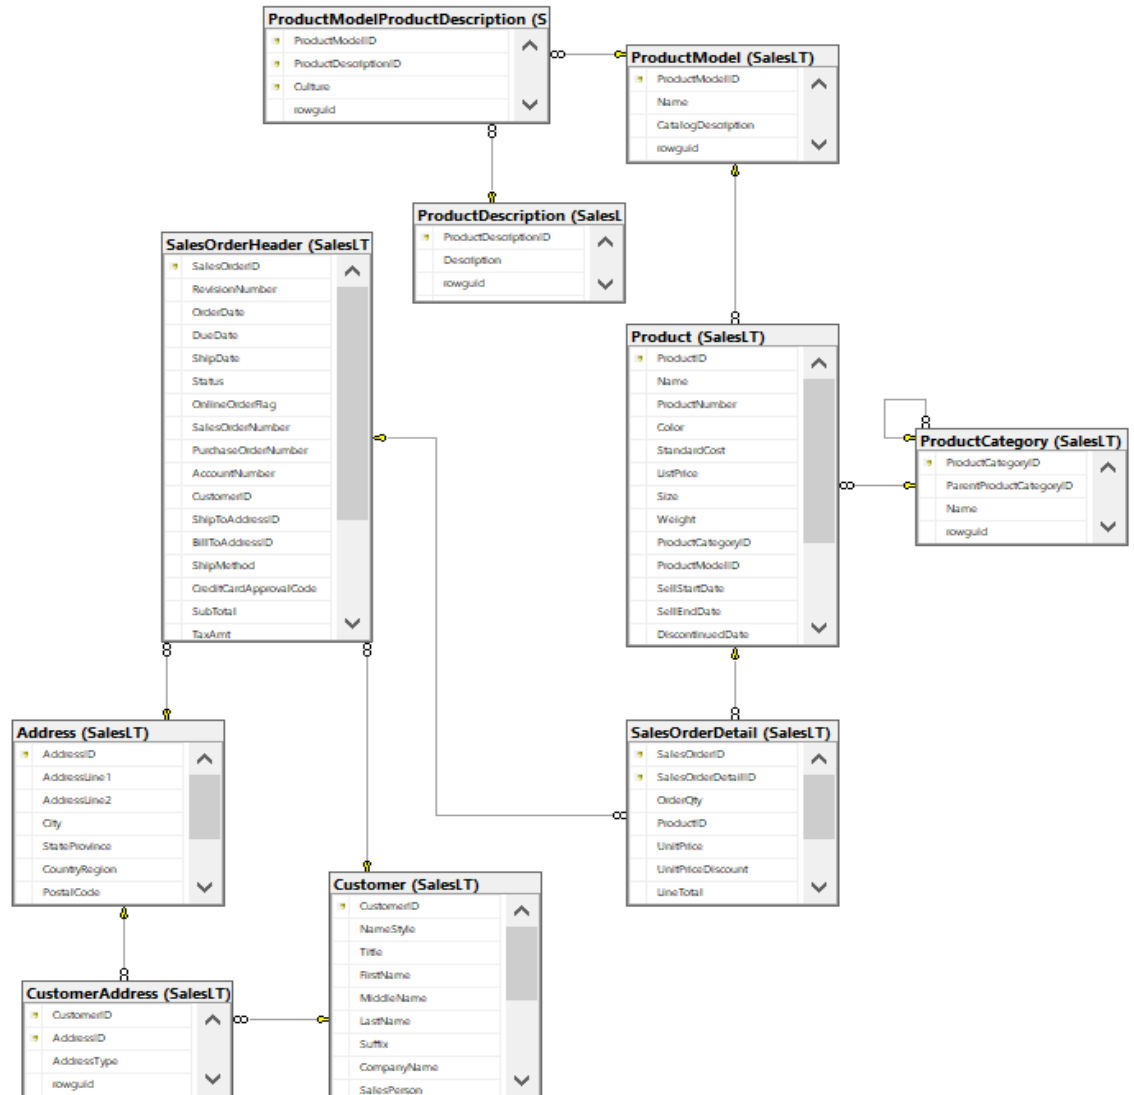 ProductModelProductDescription (S
ProductModelID
ProductDescriptionID
Culture
rowguid
ProductModel (SalesLT)
ProductModelID
Name
CatalogDescription
rowguid
ProductDescription (SalesL
ProductDescriptionID
Description
rowguid
SalesOrderHeader (SalesLT
SalesOrderID
RevisionNumber
OrderDate
DueDate
ShipDate
Status
OnlineOrderFlag
SalesOrderNumber
PurchaseOrderNumber
AccountNumber
CustomerID
ShipToAddressID
BillToAddressID
ShipMethod
CreditCardApprovalCode
SubTotal
TaxAmt
Product (SalesLT)
ProductID
Name
ProductNumber
Color
StandardCost
ListPrice
Size
Weight
ProductCategoryID
ProductModelID
SellStartDate
SellEndDate
DiscontinuedDate
ProductCategory (SalesLT)
ProductCategoryID
ParentProductCategoryID
Name
rowguid
Address (SalesLT)
AddressID
AddressLine1
AddressLine2
City
StateProvince
CountryRegion
PostalCode
SalesOrderDetail (SalesLT)
SalesOrderID
SalesOrderDetailID
OrderQty
ProductID
UnitPrice
UnitPriceDiscount
LineTotal
Customer (SalesLT)
CustomerID
NameStyle
Title
FirstName
MiddleName
LastName
Suffix
CompanyName
SalesPerson
CustomerAddress (SalesLT)
CustomerID
AddressID
AddressType
rowguid